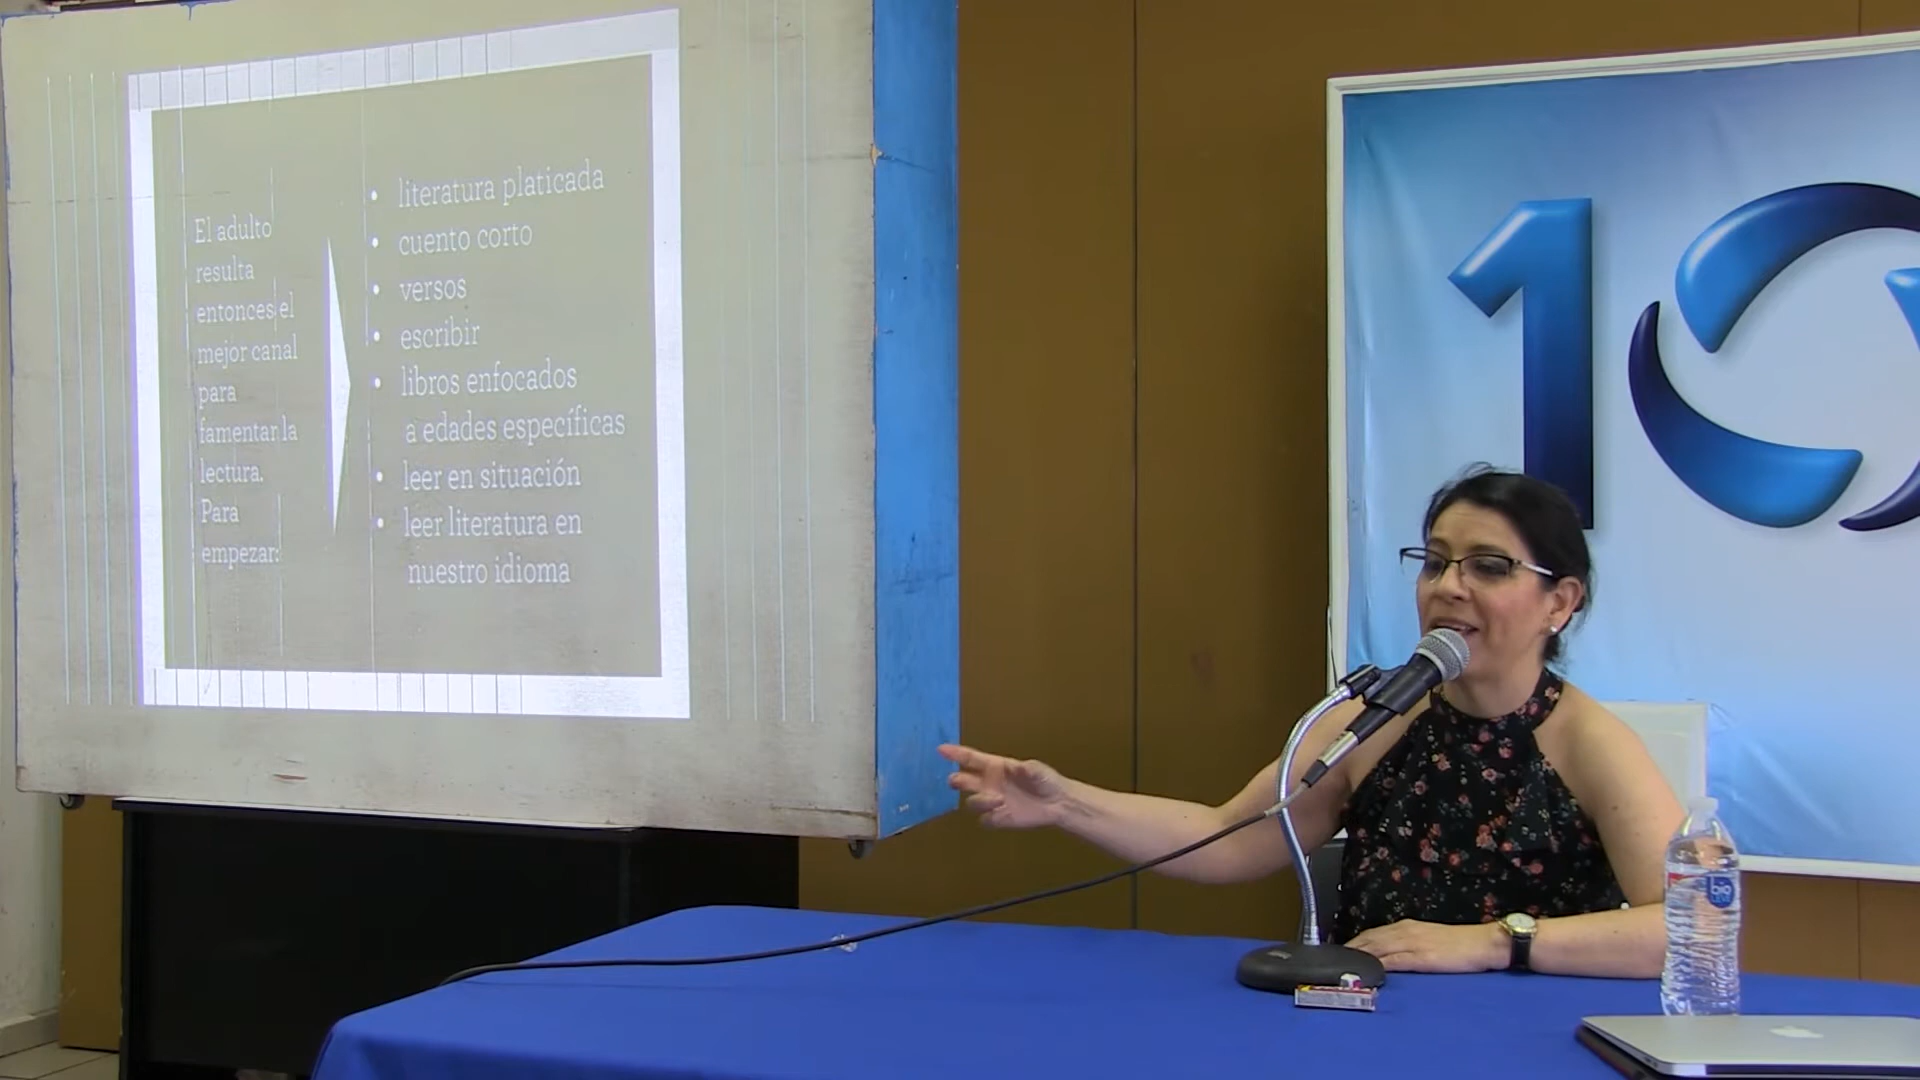 El adulto
resulta
entonces el
mejor canal
para
famentar la
lectura.
Para
empezar:
• literatura platicada
• cuento corto
• versos
• escribir
• libros enfocados
a edades específicas
• leer en situación
• leer literatura en
nuestro idioma
10
bio